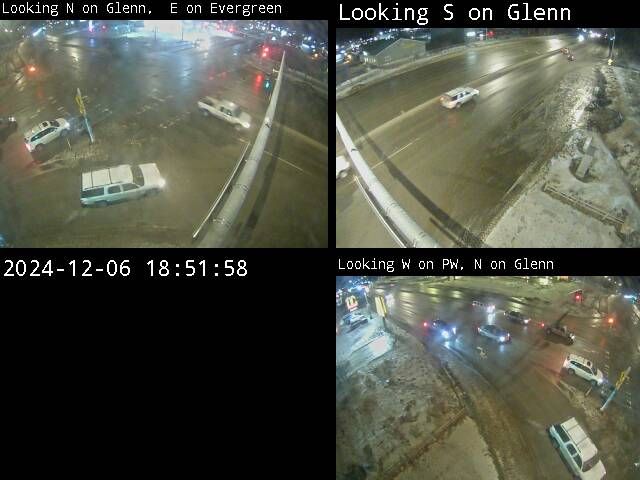 Looking N on Glenn,  E on Evergreen
Looking S on Glenn
2024-12-06 18:51:58
Looking W on PW, N on Glenn